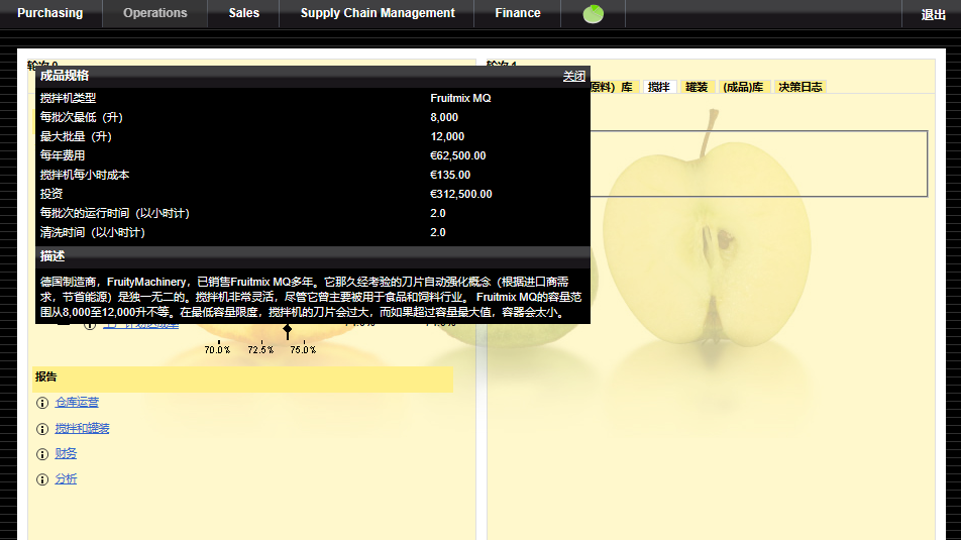 Purchasing Operations Sales Supply Chain Management Finance 退出
成品规格 关闭
搅拌机类型 Fruitmix MQ
每批次最低（升） 8,000
最大批量（升） 12,000
每年费用 €62,500.00
搅拌机每小时成本 €135.00
投资 €312,500.00
每批次的运行时间（以小时计） 2.0
清洗时间（以小时计） 2.0
描述
德国制造商，FruityMachinery，已销售Fruitmix MQ多年。它那久经考验的刀片自动强化概念（根据进口商需
求，节省能源）是独一无二的。搅拌机非常灵活，尽管它曾主要被用于食品和饲料行业。 Fruitmix MQ的容量范
围从8,000至12,000升不等。在最低容量限度，搅拌机的刀片会过大，而如果超过容量最大值，容器会太小。
原料）库 搅拌 罐装 (成品)库 决策日志
70.0 % 72.5 % 75.0 %
报告
仓库运营
搅拌和罐装
财务
分析